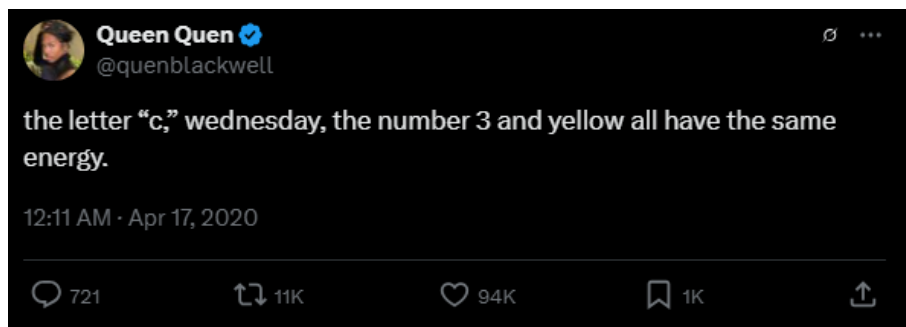 Queen Quen
@quenblackwell
the letter “c,” wednesday, the number 3 and yellow all have the same
energy.
12:11 AM · Apr 17, 2020
721 11K 94K 1K